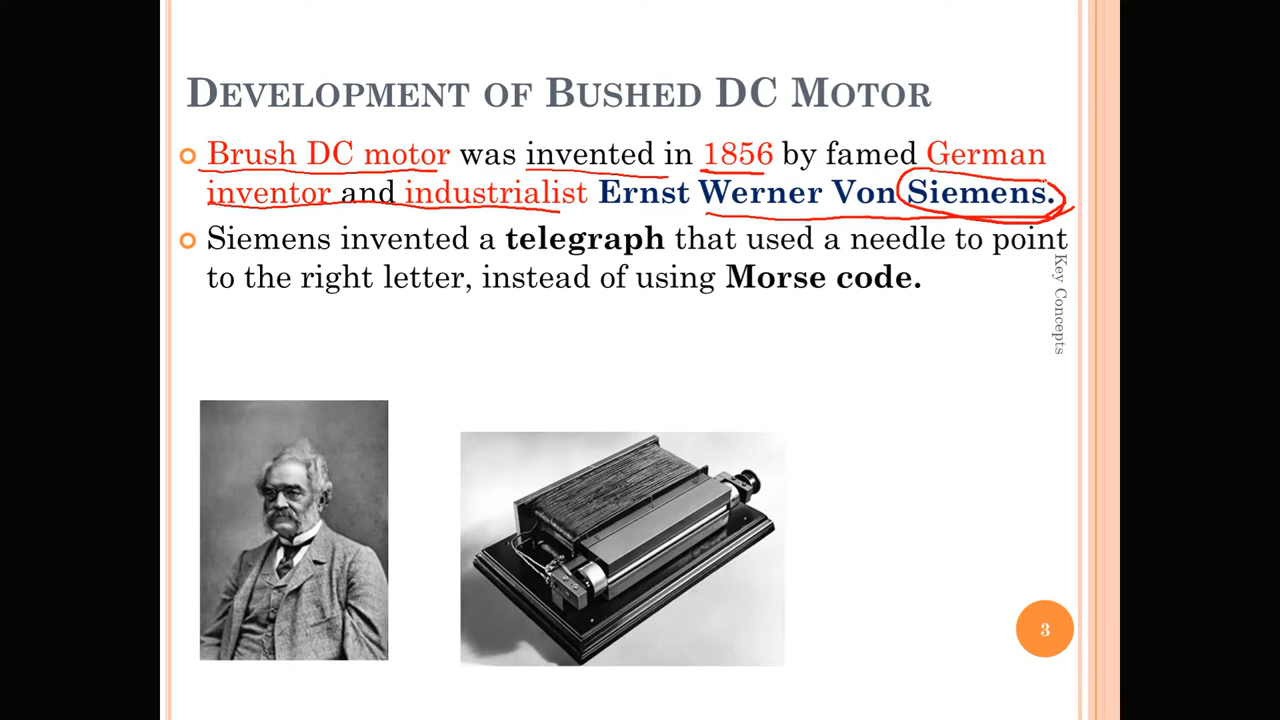 DEVELOPMENT OF BUSHED DC MOTOR
Brush DC motor was invented in 1856 by famed German
inventor and industrialist Ernst Werner Von Siemens.
Siemens invented a telegraph that used a needle to point
to the right letter, instead of using Morse code.
Key Concepts
3